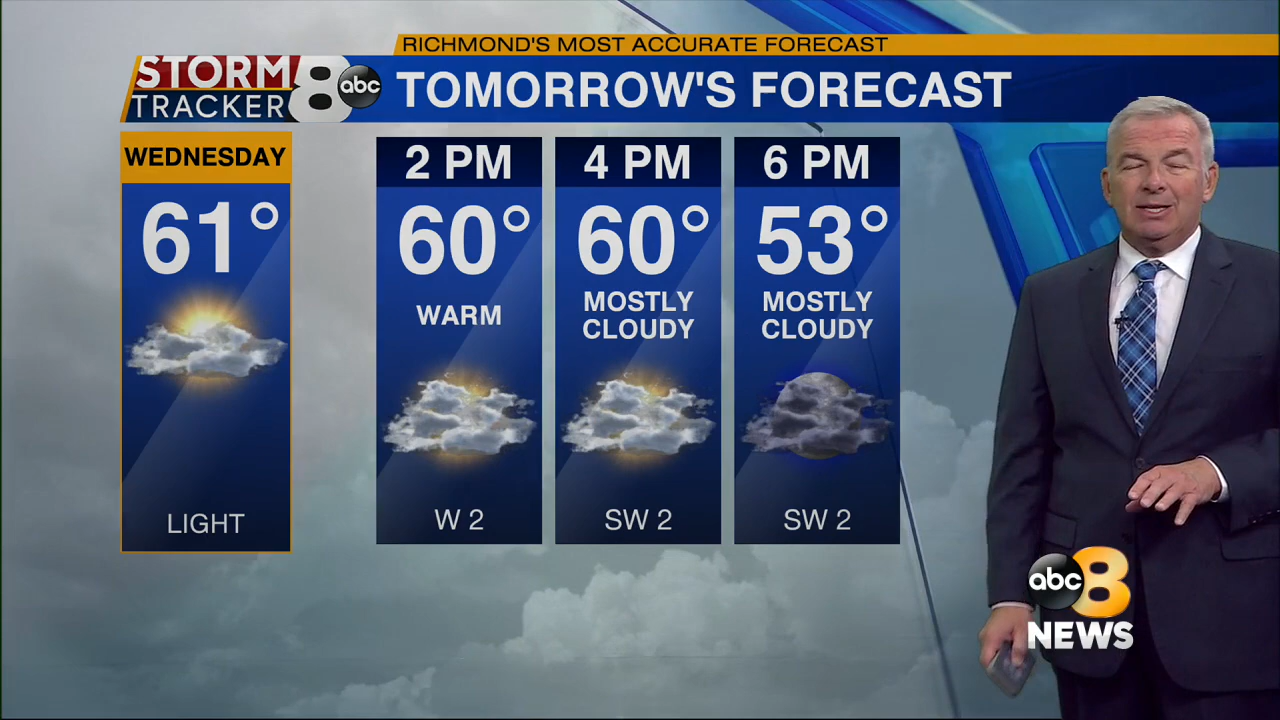 RICHMOND'S MOST ACCURATE FORECAST
STORM
TRACKER
8
abc
TOMORROW'S FORECAST
WEDNESDAY
61°
LIGHT
2 PM
60°
WARM
W 2
4 PM
60°
MOSTLY
CLOUDY
SW 2
6 PM
53°
MOSTLY
CLOUDY
SW 2
abc
8
NEWS